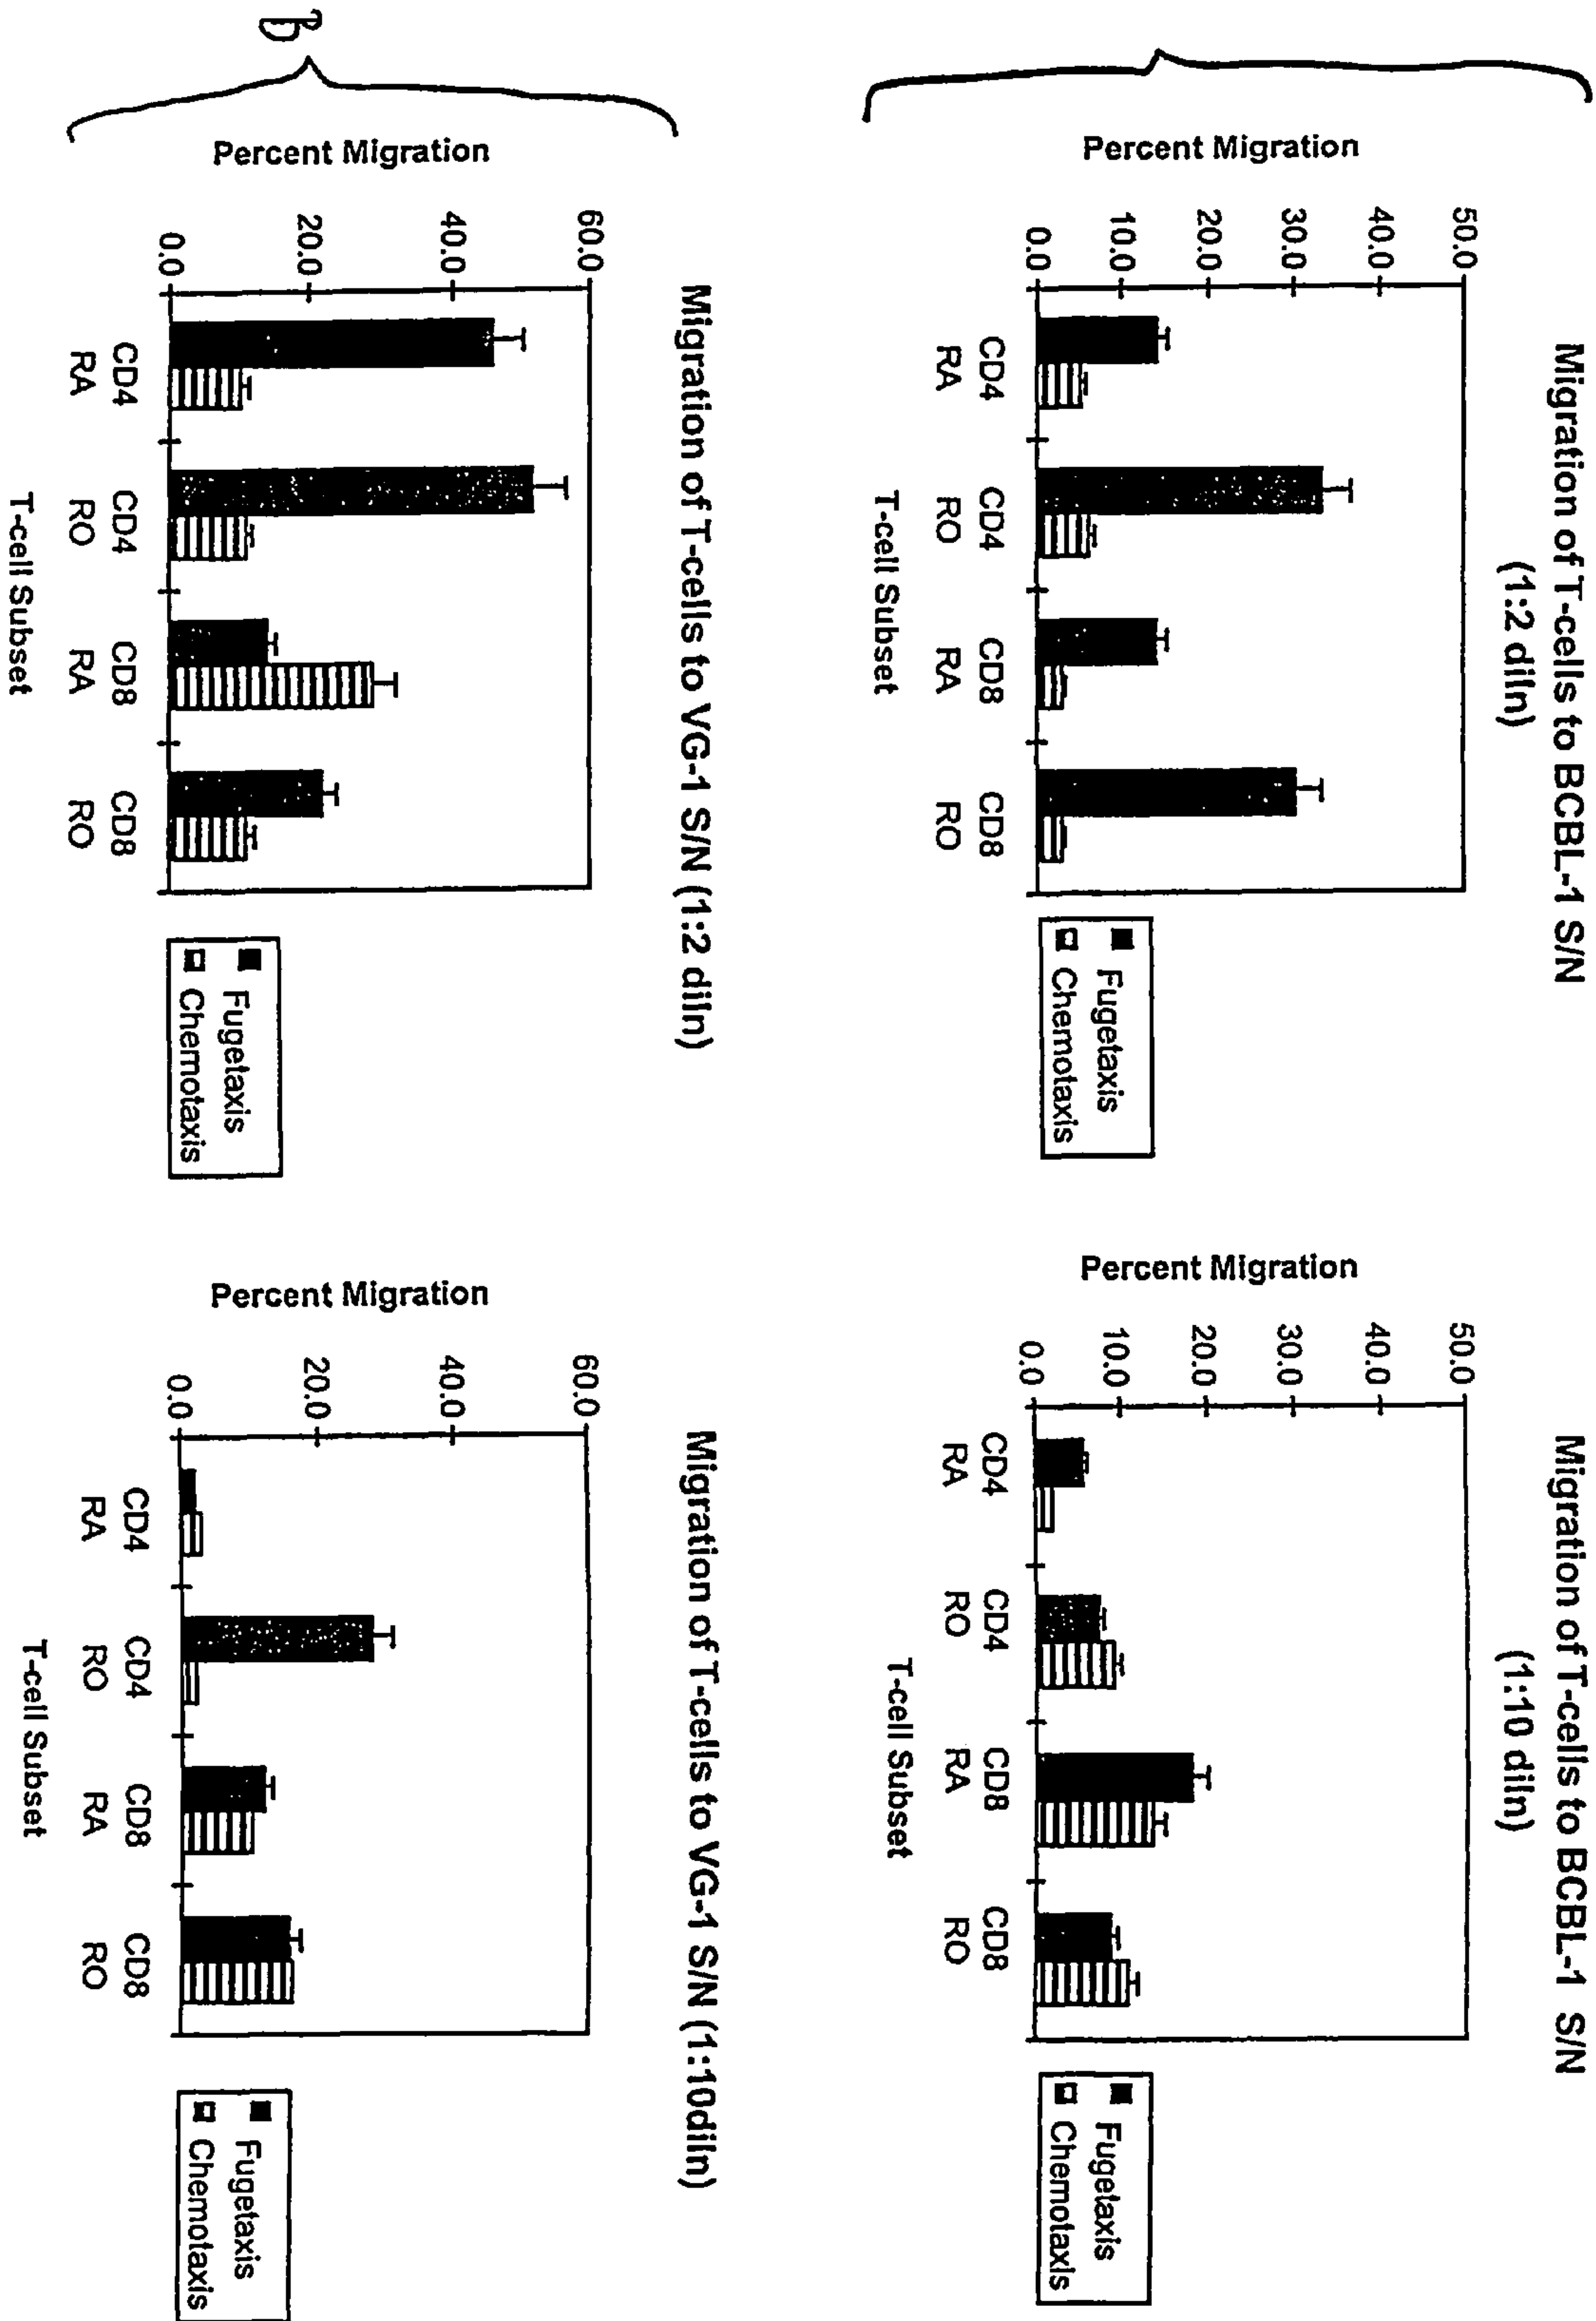 Migration of T-cells to BCBL-1 S/N
(1:2 diln)
Percent Migration
50.0
40.0
30.0
20.0
10.0
0.0
CD4 CD4 CD8 CD8
RA RO RA RO
T-cell Subset
Fugetaxis
Chemotaxis
Migration of T-cells to BCBL-1 S/N
(1:10 diln)
Percent Migration
50.0
40.0
30.0
20.0
10.0
0.0
CD4 CD4 CD8 CD8
RA RO RA RO
T-cell Subset
Fugetaxis
Chemotaxis
Migration of T-cells to VG-1 S/N (1:2 diln)
Percent Migration
60.0
40.0
20.0
0.0
CD4 CD4 CD8 CD8
RA RO RA RO
T-cell Subset
Fugetaxis
Chemotaxis
Migration of T-cells to VG-1 S/N (1:10diln)
Percent Migration
60.0
40.0
20.0
0.0
CD4 CD4 CD8 CD8
RA RO RA RO
T-cell Subset
Fugetaxis
Chemotaxis